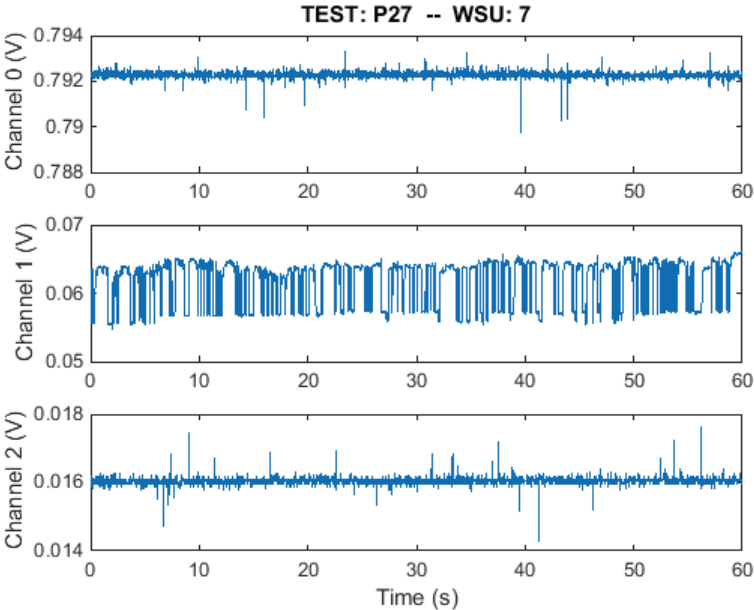 TEST: P27 -- WSU: 7
Channel 0 (V)
0.794
0.792
0.79
0.788
0 10 20 30 40 50 60
Channel 1 (V)
0.07
0.06
0.05
0 10 20 30 40 50 60
Channel 2 (V)
0.018
0.016
0.014
0 10 20 30 40 50 60
Time (s)